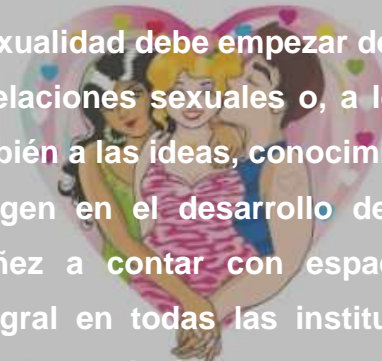 xualidad debe empezar de
elaciones sexuales o, a l
bién a las ideas, conocim
gen en el desarrollo de
ñez a contar con espac
gral en todas las institu